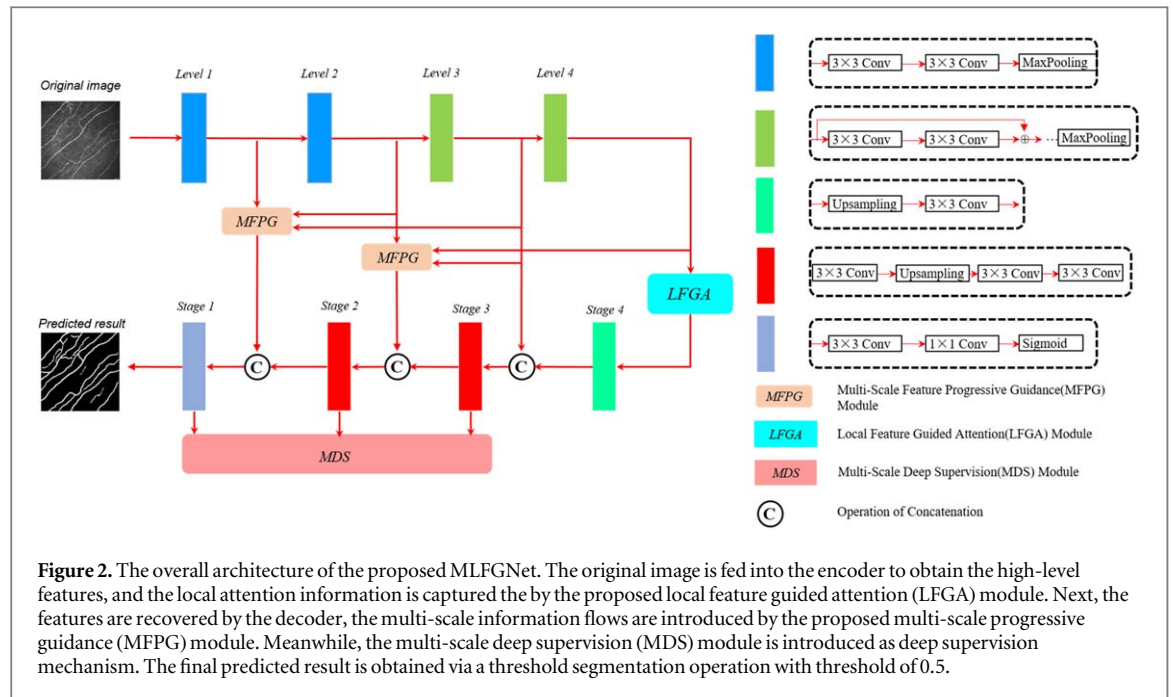 Original image
Level 1
Level 2
Level 3
Level 4
MFPG
MFPG
LFGA
Predicted result
Stage 1
Stage 2
Stage 3
Stage 4
C
C
C
MDS
3×3 Conv
3×3 Conv
MaxPooling
3×3 Conv
3×3 Conv
⊕
...
MaxPooling
Upsampling
3×3 Conv
3×3 Conv
Upsampling
3×3 Conv
3×3 Conv
3×3 Conv
1×1 Conv
Sigmoid
MFPG
Multi-Scale Feature Progressive Guidance(MFPG)
Module
LFGA
Local Feature Guided Attention(LFGA) Module
MDS
Multi-Scale Deep Supervision(MDS) Module
C
Operation of Concatenation
Figure 2. The overall architecture of the proposed MLFGNet. The original image is fed into the encoder to obtain the high-level
features, and the local attention information is captured the by the proposed local feature guided attention (LFGA) module. Next, the
features are recovered by the decoder, the multi-scale information flows are introduced by the proposed multi-scale progressive
guidance (MFPG) module. Meanwhile, the multi-scale deep supervision (MDS) module is introduced as deep supervision
mechanism. The final predicted result is obtained via a threshold segmentation operation with threshold of 0.5.